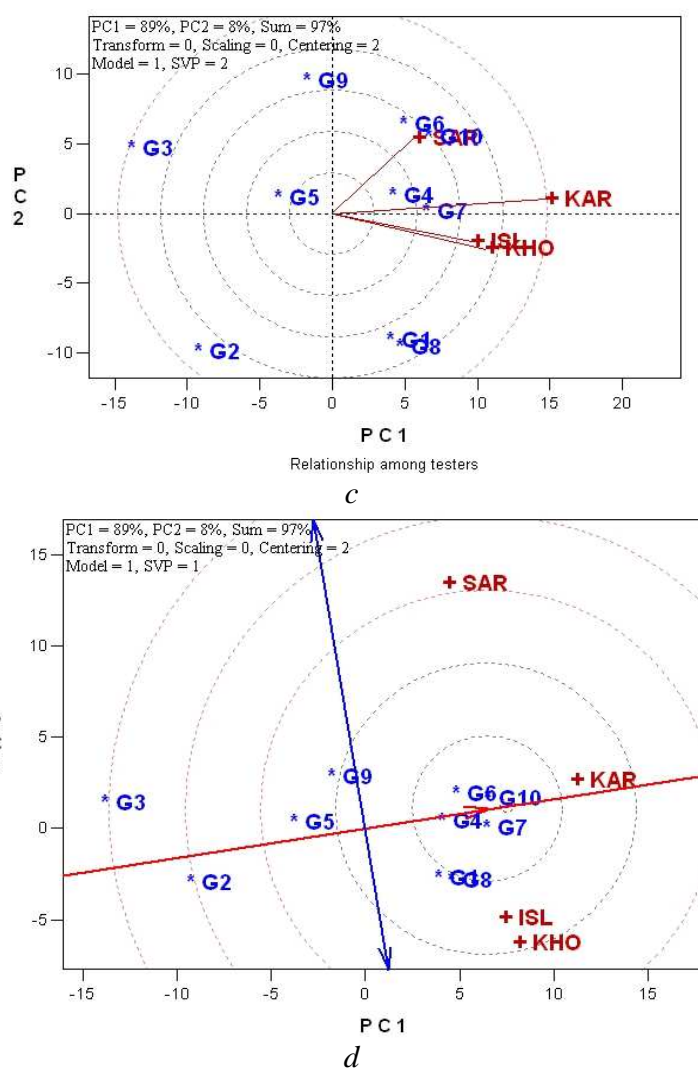 PC1 = 89%, PC2 = 8%, Sum = 97%
Transform = 0, Scaling = 0, Centering = 2
Model = 1, SVP = 2
10
5
0
-5
-10
P
C
2
* G9
* G6
* G10
+ SAR
* G3
* G5
* G4
* G7
+ KAR
+ ISL
+ KHO
* G2
* G1
* G8
-15 -10 -5 0 5 10 15 20
P C 1
Relationship among testers
c
PC1 = 89%, PC2 = 8%, Sum = 97%
Transform = 0, Scaling = 0, Centering = 2
Model = 1, SVP = 1
15
10
5
0
-5
+ SAR
+ KAR
* G9
* G6
* G10
* G3
* G5
* G4
* G7
* G2
* G1
* G8
+ ISL
+ KHO
-15 -10 -5 0 5 10 15
P C 1
d